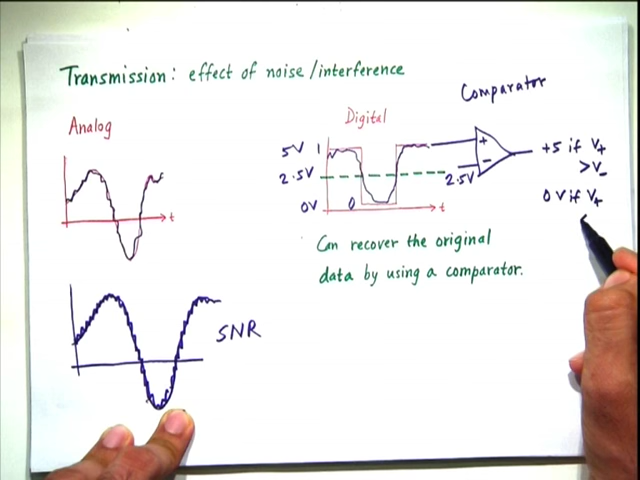 Transmission: effect of noise/interference
Comparator
Analog
Digital
5V 1
2.5V
0V 0
t
t
+
-
2.5V
+5 if V+
>V-
0V if V+
Can recover the original
data by using a comparator.
SNR